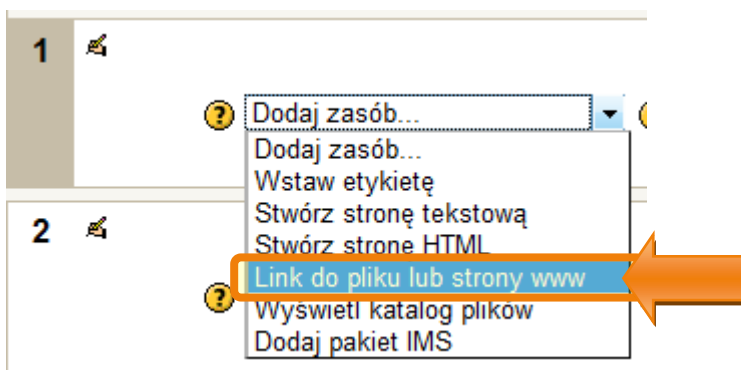 1
Dodaj zasób...
Dodaj zasób...
Wstaw etykietę
Stwórz stronę tekstową
2
Stwórz stronę HTML
Link do pliku lub strony www
Wyświetl katalog plików
Dodaj pakiet IMS